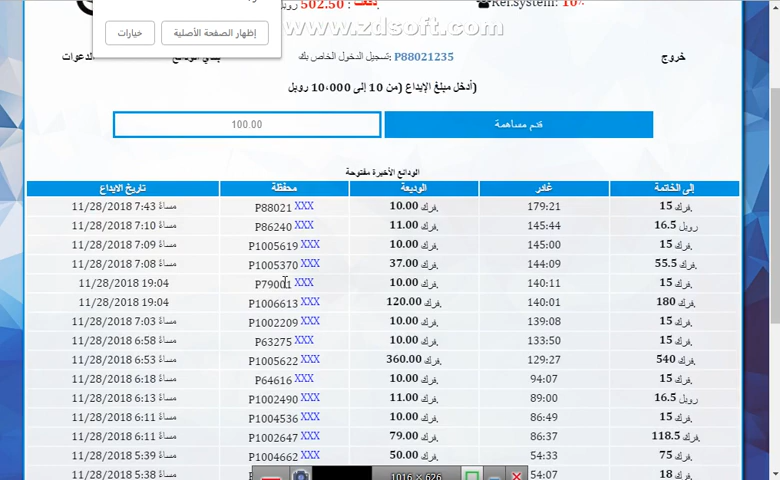 دفعت: 502.50 روبل
Ref.system: 10%
www.zdsoft.com
إظهار الصفحة الأصلية
خيارات
خروج
تسجيل الدخول الخاص بك: P88021235
الدعوات
(أدخل مبلغ الإيداع (من 10 إلى 10،000 روبل
قدم مساهمة
100.00
الودائع الأخيرة مفتوحة
إلى الخاتمة غادر الوديعة محفظة تاريخ الايداع
15 فرك. 179:21 10.00 فرك. P88021 XXX 11/28/2018 7:43 مساءً
16.5 روبل 145:44 11.00 فرك. P86240 XXX 11/28/2018 7:10 مساءً
15 فرك. 145:00 10.00 فرك. P1005619 XXX 11/28/2018 7:09 مساءً
55.5 فرك. 144:09 37.00 فرك. P1005370 XXX 11/28/2018 7:08 مساءً
15 فرك. 140:11 10.00 فرك. P79001 XXX 11/28/2018 19:04
180 فرك. 140:01 120.00 فرك. P1006613 XXX 11/28/2018 19:04
15 فرك. 139:08 10.00 فرك. P1002209 XXX 11/28/2018 7:03 مساءً
15 فرك. 133:50 10.00 فرك. P63275 XXX 11/28/2018 6:58 مساءً
540 فرك. 129:27 360.00 فرك. P1005622 XXX 11/28/2018 6:53 مساءً
15 فرك. 94:07 10.00 فرك. P64616 XXX 11/28/2018 6:18 مساءً
16.5 روبل 89:00 11.00 فرك. P1002490 XXX 11/28/2018 6:13 مساءً
15 فرك. 86:49 10.00 فرك. P1004536 XXX 11/28/2018 6:11 مساءً
118.5 فرك. 86:37 79.00 فرك. P1002647 XXX 11/28/2018 6:11 مساءً
75 فرك. 54:33 50.00 فرك. P1004662 XXX 11/28/2018 5:39 مساءً
18 فرك. 54:07 11/28/2018 5:38 مساءً
1016 × 626